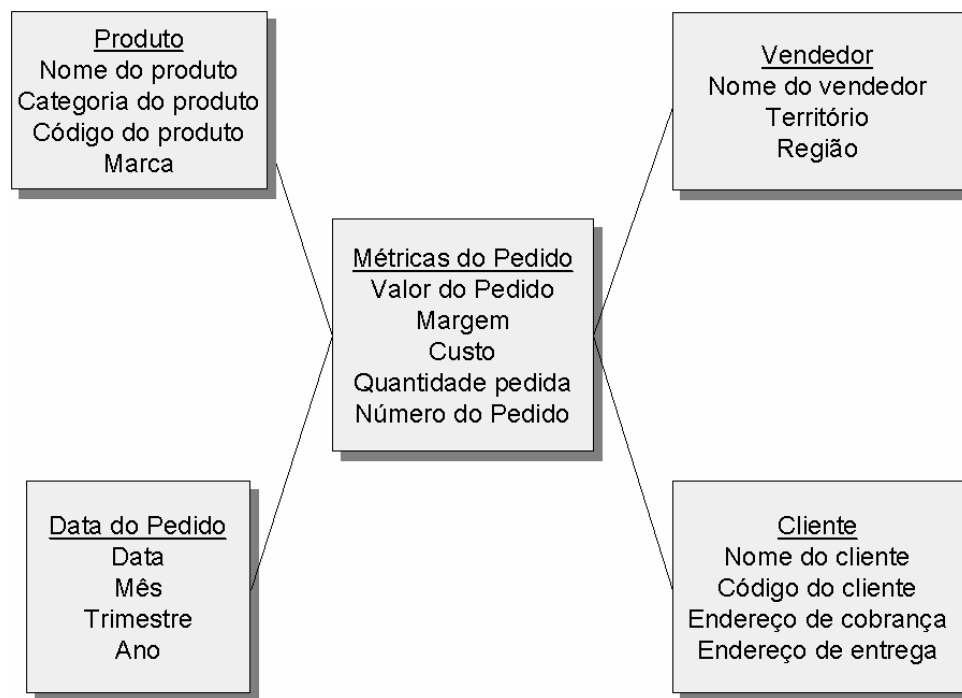 Produto
Nome do produto
Categoria do produto
Código do produto
Marca
Vendedor
Nome do vendedor
Território
Região
Métricas do Pedido
Valor do Pedido
Margem
Custo
Quantidade pedida
Número do Pedido
Data do Pedido
Data
Mês
Trimestre
Ano
Cliente
Nome do cliente
Código do cliente
Endereço de cobrança
Endereço de entrega